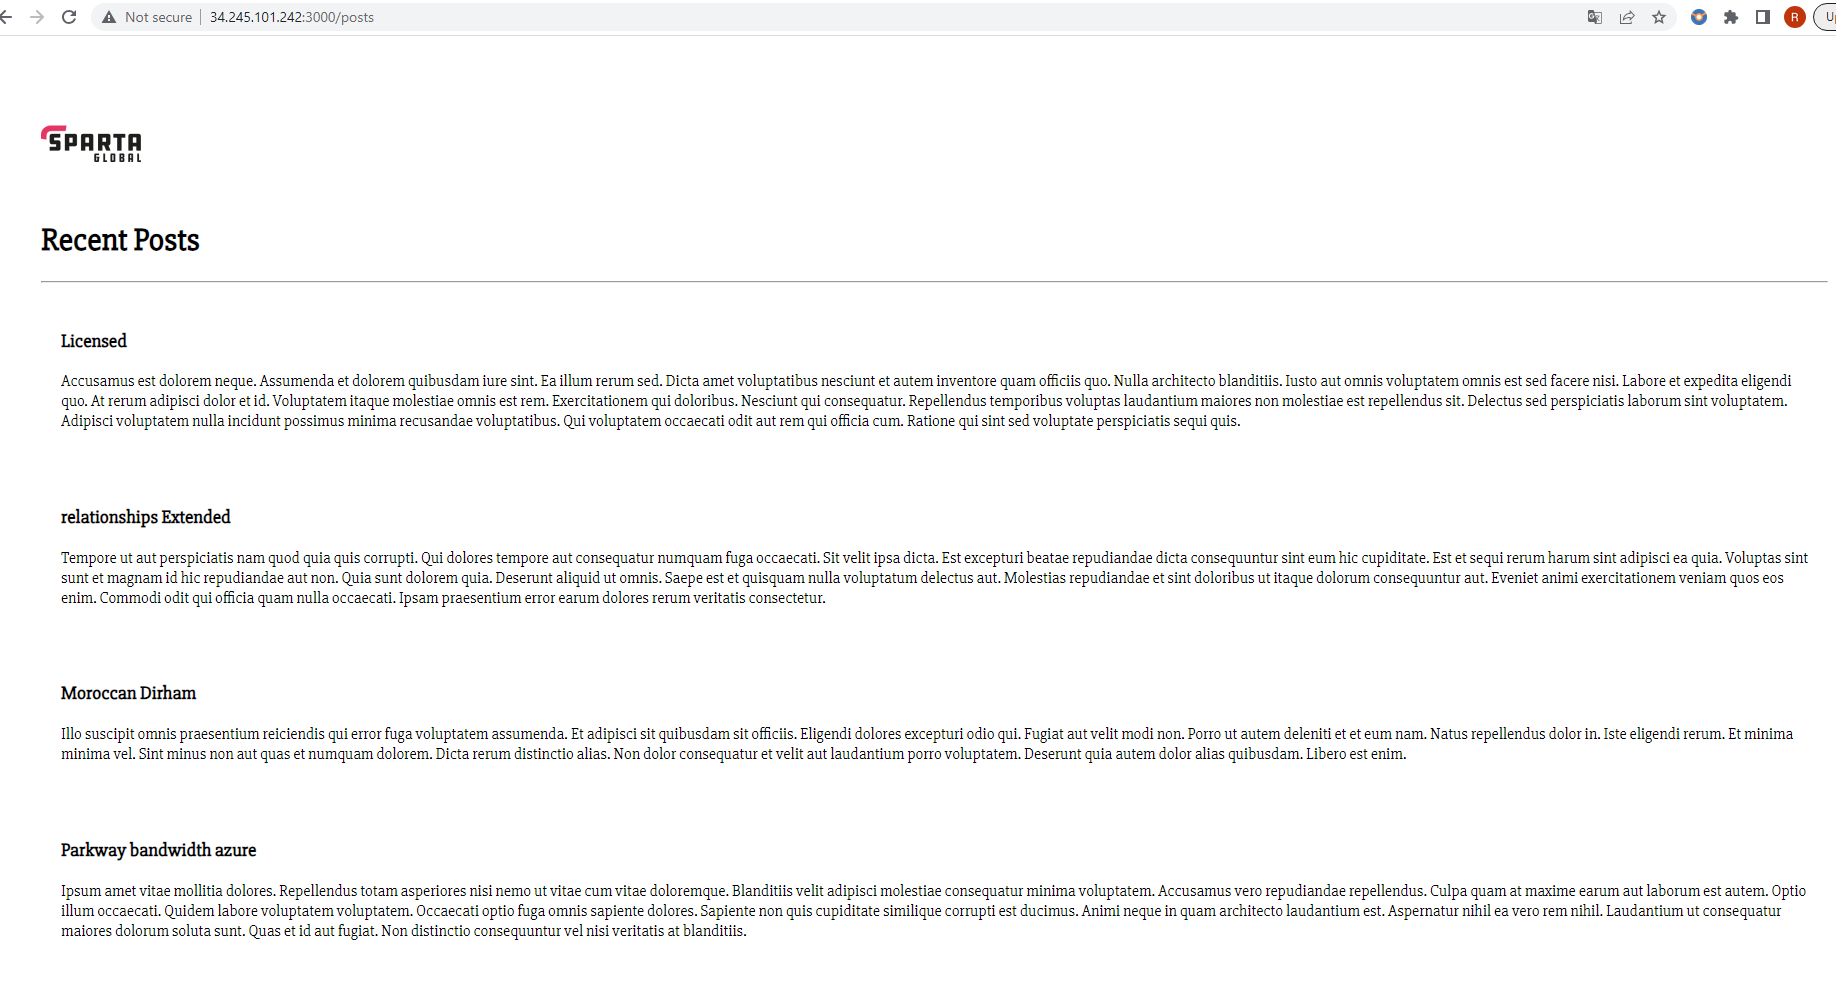 Not secure | 34.245.101.242:3000/posts
R
SPARTA
GLOBAL
Recent Posts
Licensed
Accusamus est dolorem neque. Assumenda et dolorem quibusdam iure sint. Ea illum rerum sed. Dicta amet voluptatibus nesciunt et autem inventore quam officiis quo. Nulla architecto blanditiis. Iusto aut omnis voluptatem omnis est sed facere nisi. Labore et expedita eligendi
quo. At rerum adipisci dolor et id. Voluptatem itaque molestiae omnis est rem. Exercitationem qui doloribus. Nesciunt qui consequatur. Repellendus temporibus voluptas laudantium maiores non molestiae est repellendus sit. Delectus sed perspiciatis laborum sint voluptatem.
Adipisci voluptatem nulla incidunt possimus minima recusandae voluptatibus. Qui voluptatem occaecati odit aut rem qui officia cum. Ratione qui sint sed voluptate perspiciatis sequi quis.
relationships Extended
Tempore ut aut perspiciatis nam quod quia quis corrupti. Qui dolores tempore aut consequatur numquam fuga occaecati. Sit velit ipsa dicta. Est excepturi beatae repudiandae dicta consequuntur sint eum hic cupiditate. Est et sequi rerum harum sint adipisci ea quia. Voluptas sint
sunt et magnam id hic repudiandae aut non. Quia sunt dolorem quia. Deserunt aliquid ut omnis. Saepe est et quisquam nulla voluptatum delectus aut. Molestias repudiandae et sint doloribus ut itaque dolorum consequuntur aut. Eveniet animi exercitationem veniam quos eos
enim. Commodi odit qui officia quam nulla occaecati. Ipsam praesentium error earum dolores rerum veritatis consectetur.
Moroccan Dirham
Illo suscipit omnis praesentium reiciendis qui error fuga voluptatem assumenda. Et adipisci sit quibusdam sit officiis. Eligendi dolores excepturi odio qui. Fugiat aut velit modi non. Porro ut autem deleniti et et eum nam. Natus repellendus dolor in. Iste eligendi rerum. Et minima
minima vel. Sint minus non aut quas et numquam dolorem. Dicta rerum distinctio alias. Non dolor consequatur et velit aut laudantium porro voluptatem. Deserunt quia autem dolor alias quibusdam. Libero est enim.
Parkway bandwidth azure
Ipsum amet vitae mollitia dolores. Repellendus totam asperiores nisi nemo ut vitae cum vitae doloremque. Blanditiis velit adipisci molestiae consequatur minima voluptatem. Accusamus vero repudiandae repellendus. Culpa quam at maxime earum aut laborum est autem. Optio
illum occaecati. Quidem labore voluptatem voluptatem. Occaecati optio fuga omnis sapiente dolores. Sapiente non quis cupiditate similique corrupti est ducimus. Animi neque in quam architecto laudantium est. Aspernatur nihil ea vero rem nihil. Laudantium ut consequatur
maiores dolorum soluta sunt. Quas et id aut fugiat. Non distinctio consequuntur vel nisi veritatis at blanditiis.